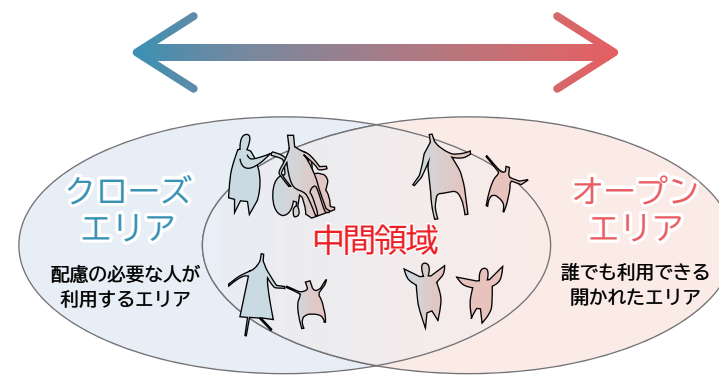 クローズ
エリア
配慮の必要な人が
利用するエリア
中間領域
オープン
エリア
誰でも利用できる
開かれたエリア